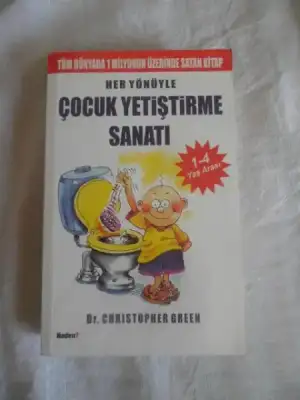 TÜM DÜNYADA 1 MİLYONUN ÜZERİNDE SATAN KİTAP
HER YÖNÜYLE
ÇOCUK YETİŞTİRME
SANATI
1-4
Yaş Arası
Dr. CHRISTOPHER GREEN
Neden?